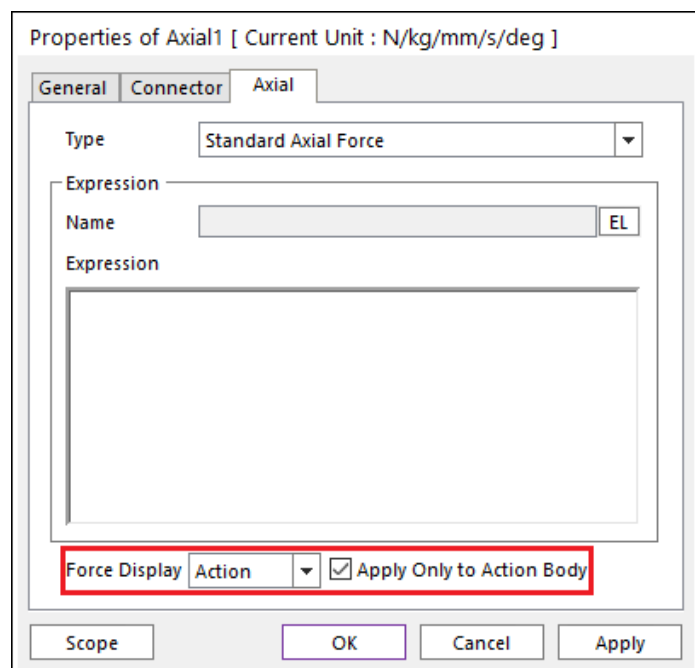 Properties of Axial1 [ Current Unit : N/kg/mm/s/deg ]
General Connector Axial
Type Standard Axial Force
Expression
Name EL
Expression
Force Display Action Apply Only to Action Body
Scope OK Cancel Apply